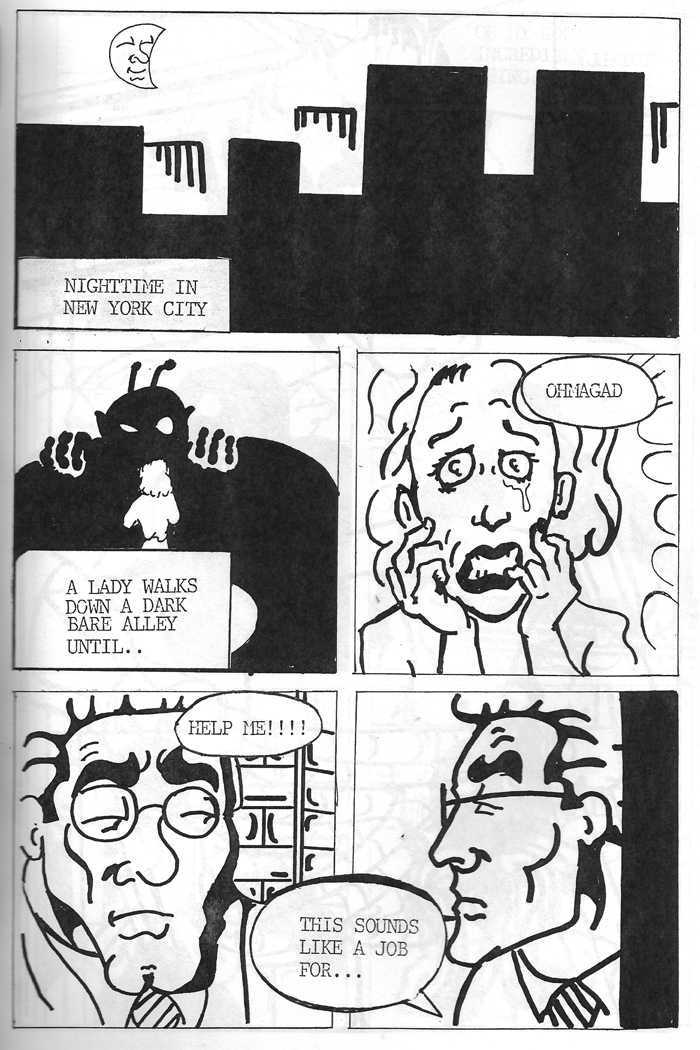 NIGHTTIME IN
NEW YORK CITY
A LADY WALKS
DOWN A DARK
BARE ALLEY
UNTIL..
OHMAGAD
HELP ME!!!!
THIS SOUNDS
LIKE A JOB
FOR...